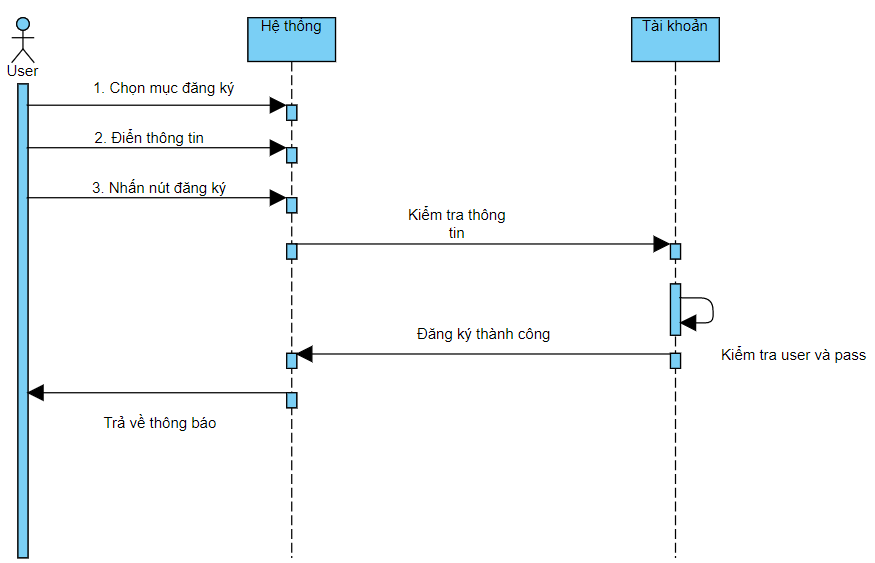 Hệ thống
Tài khoản
User
1. Chọn mục đăng ký
2. Điển thông tin
3. Nhấn nút đăng ký
Kiểm tra thông
tin
Đăng ký thành công
Kiểm tra user và pass
Trả về thông báo